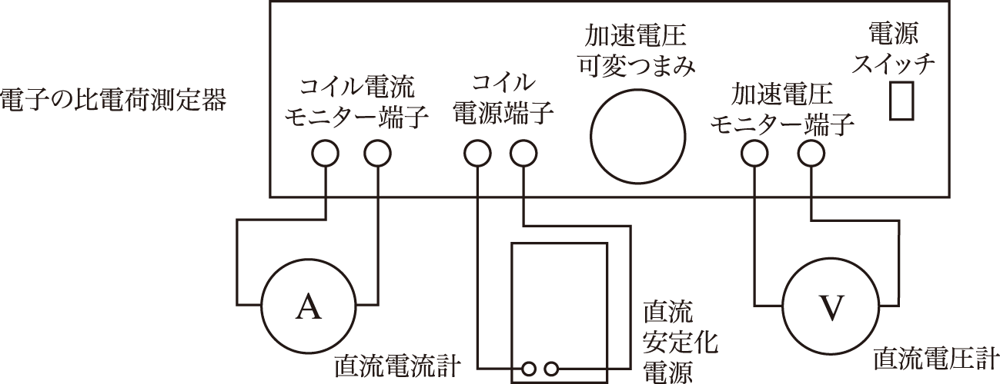 電子の比電荷測定器
コイル電流
モニター端子
コイル
電源端子
加速電圧
可変つまみ
加速電圧
モニター端子
電源
スイッチ
A
直流電流計
直流
安定化
電源
V
直流電圧計